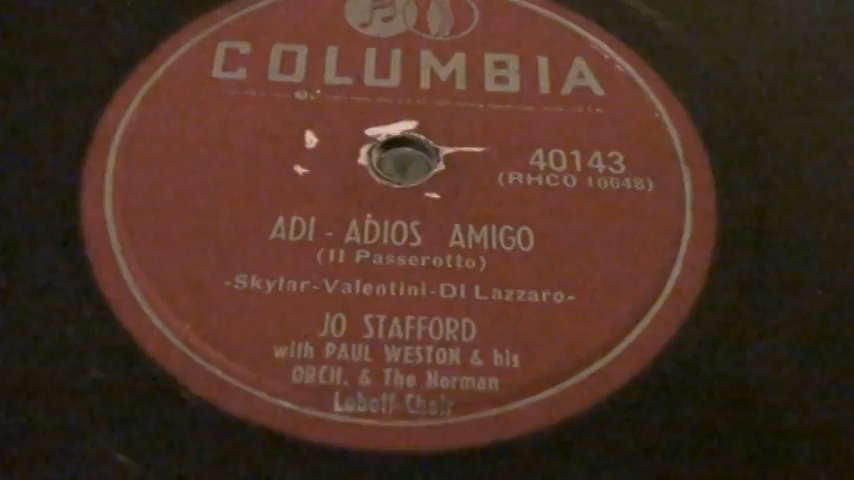 COLUMBIA
40143
(RHCO 10648)
ADI - ADIOS AMIGO
(Il Passerotto)
-Skylar-Valentini-Di Lazzaro-
JO STAFFORD
with PAUL WESTON & his
ORCH. & The Norman
Luboff Choir